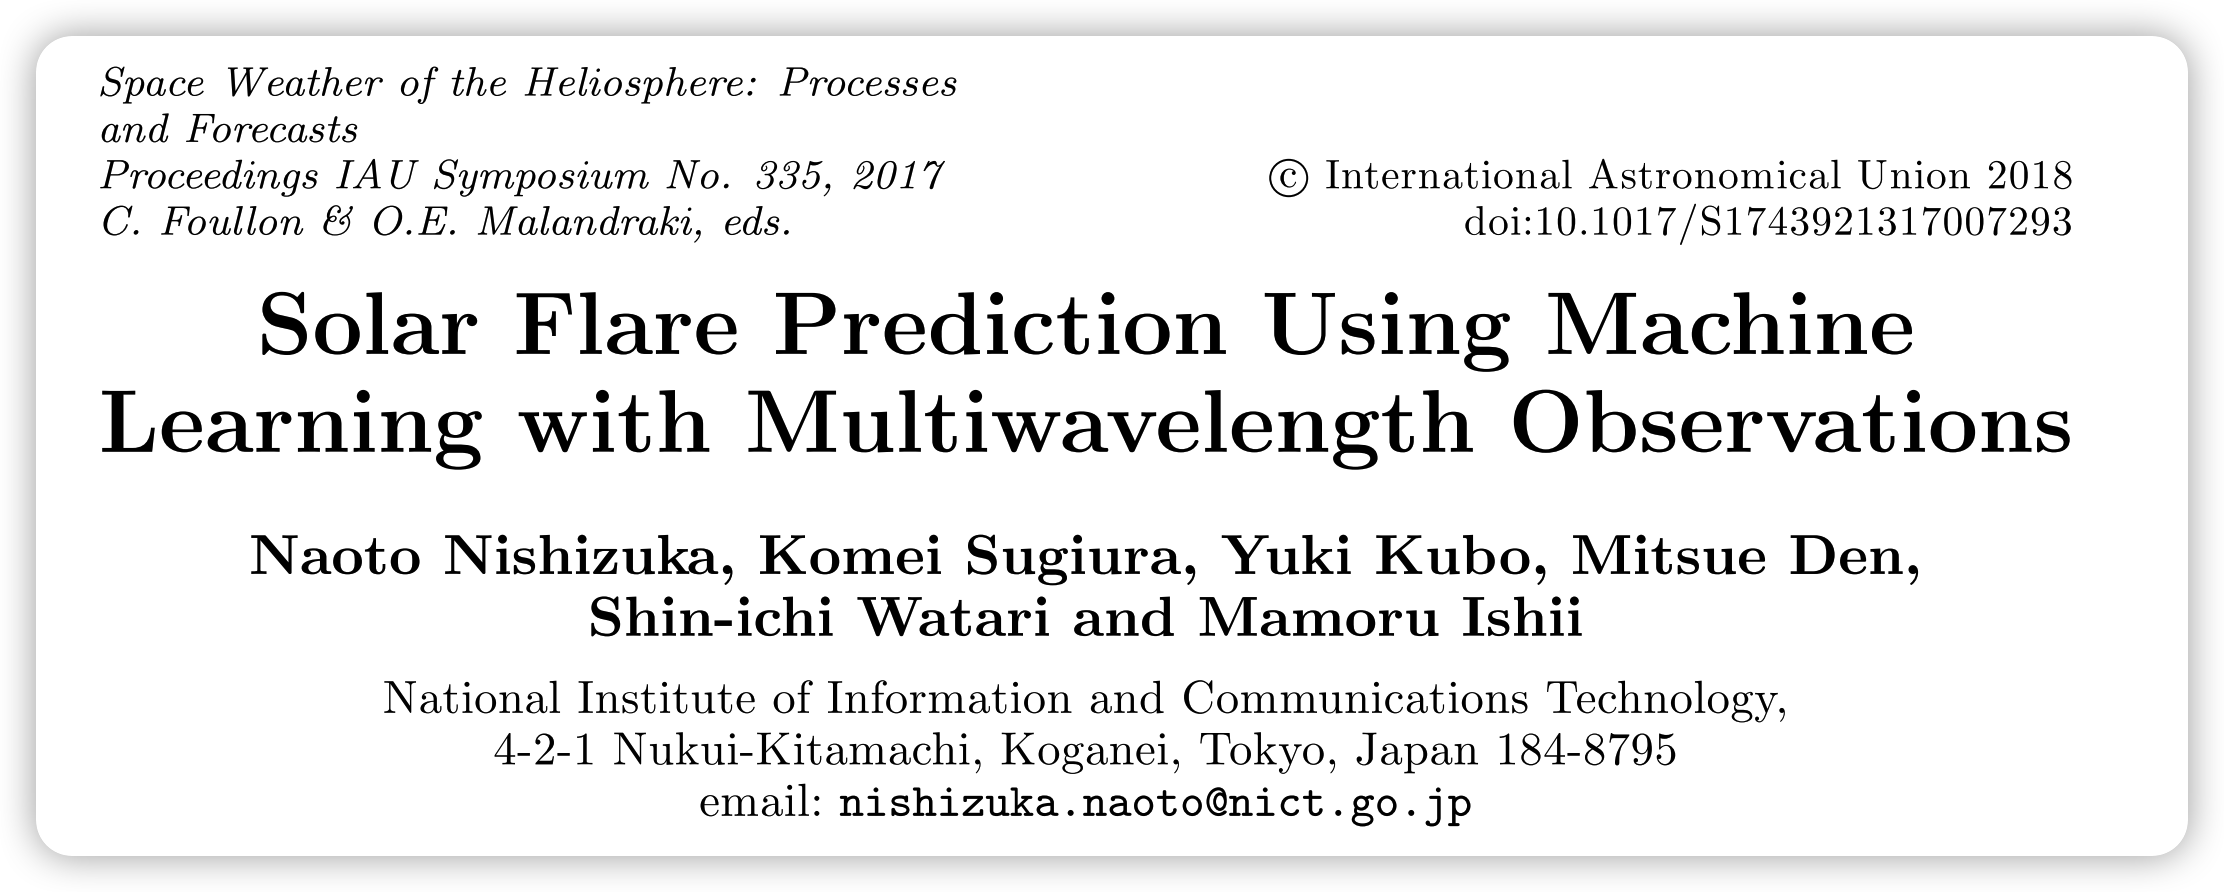 Space Weather of the Heliosphere: Processes
and Forecasts
Proceedings IAU Symposium No. 335, 2017
C. Foullon & O.E. Malandraki, eds.
© International Astronomical Union 2018
doi:10.1017/S1743921317007293
Solar Flare Prediction Using Machine
Learning with Multiwavelength Observations
Naoto Nishizuka, Komei Sugiura, Yuki Kubo, Mitsue Den,
Shin-ichi Watari and Mamoru Ishii
National Institute of Information and Communications Technology,
4-2-1 Nukui-Kitamachi, Koganei, Tokyo, Japan 184-8795
email: nishizuka.naoto@nict.go.jp